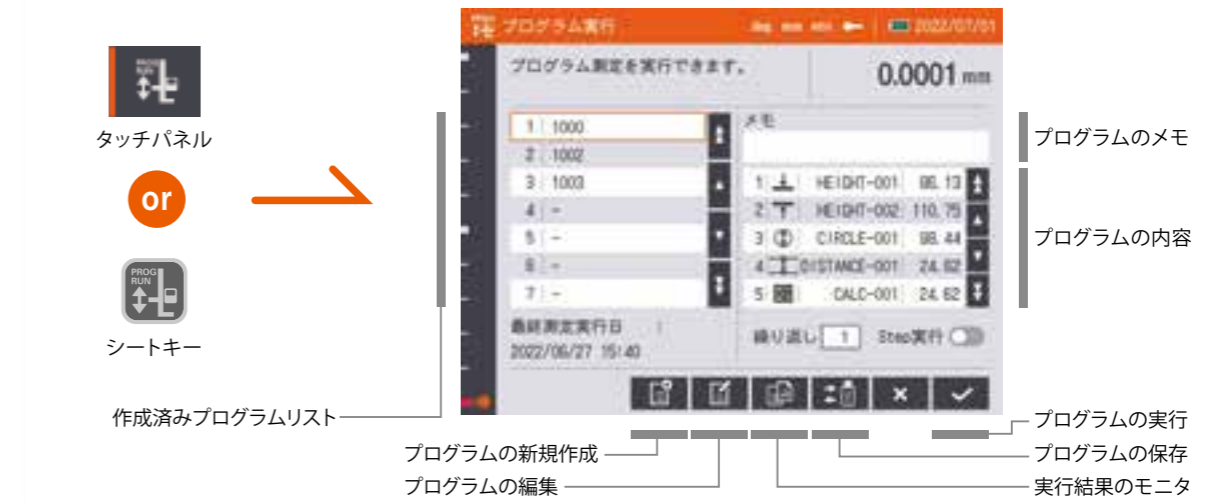 PROG
RUN
タッチパネル
or
PROG
RUN
シートキー
作成済みプログラムリスト
プログラム実行
2022/07/01
プログラム測定を実行できます。
0.0001 mm
1 1000
2 1002
3 1003
4 -
5 -
6 -
7 -
最終測定実行日 :
2022/06/27 15:40
メモ
1 HEIGHT-001 86.13
2 HEIGHT-002 110.75
3 CIRCLE-001 98.44
4 DISTANCE-001 24.62
5 CALC-001 24.62
繰り返し 1 Step実行
プログラムのメモ
プログラムの内容
プログラムの新規作成
プログラムの編集
プログラムの実行
プログラムの保存
実行結果のモニタ